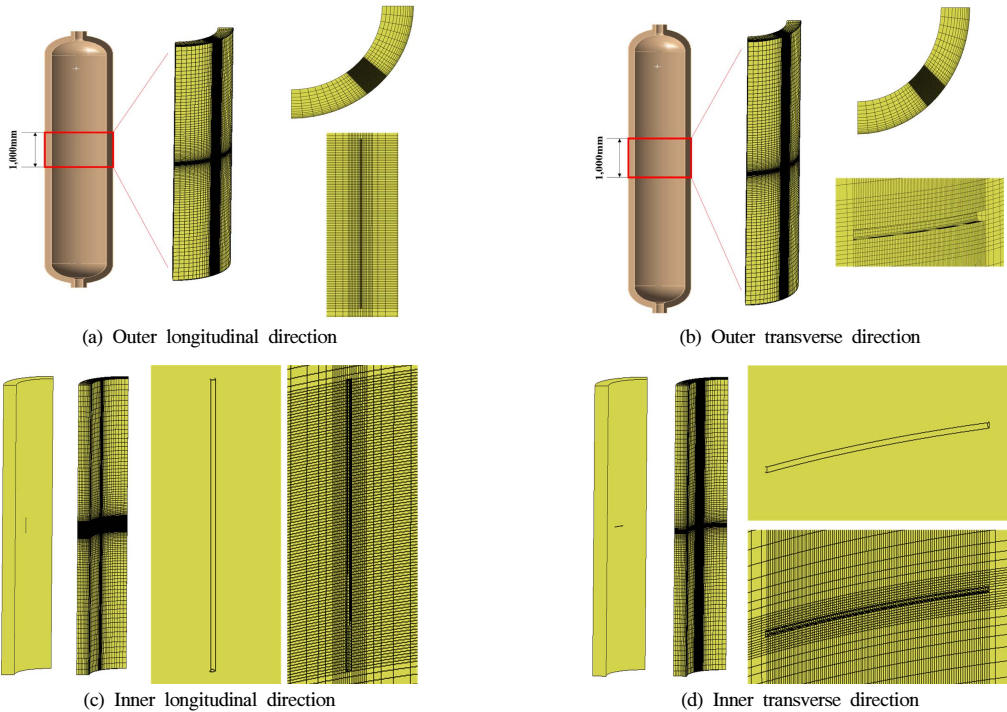 1,000mm
1,000mm
(a) Outer longitudinal direction
(b) Outer transverse direction
(c) Inner longitudinal direction
(d) Inner transverse direction